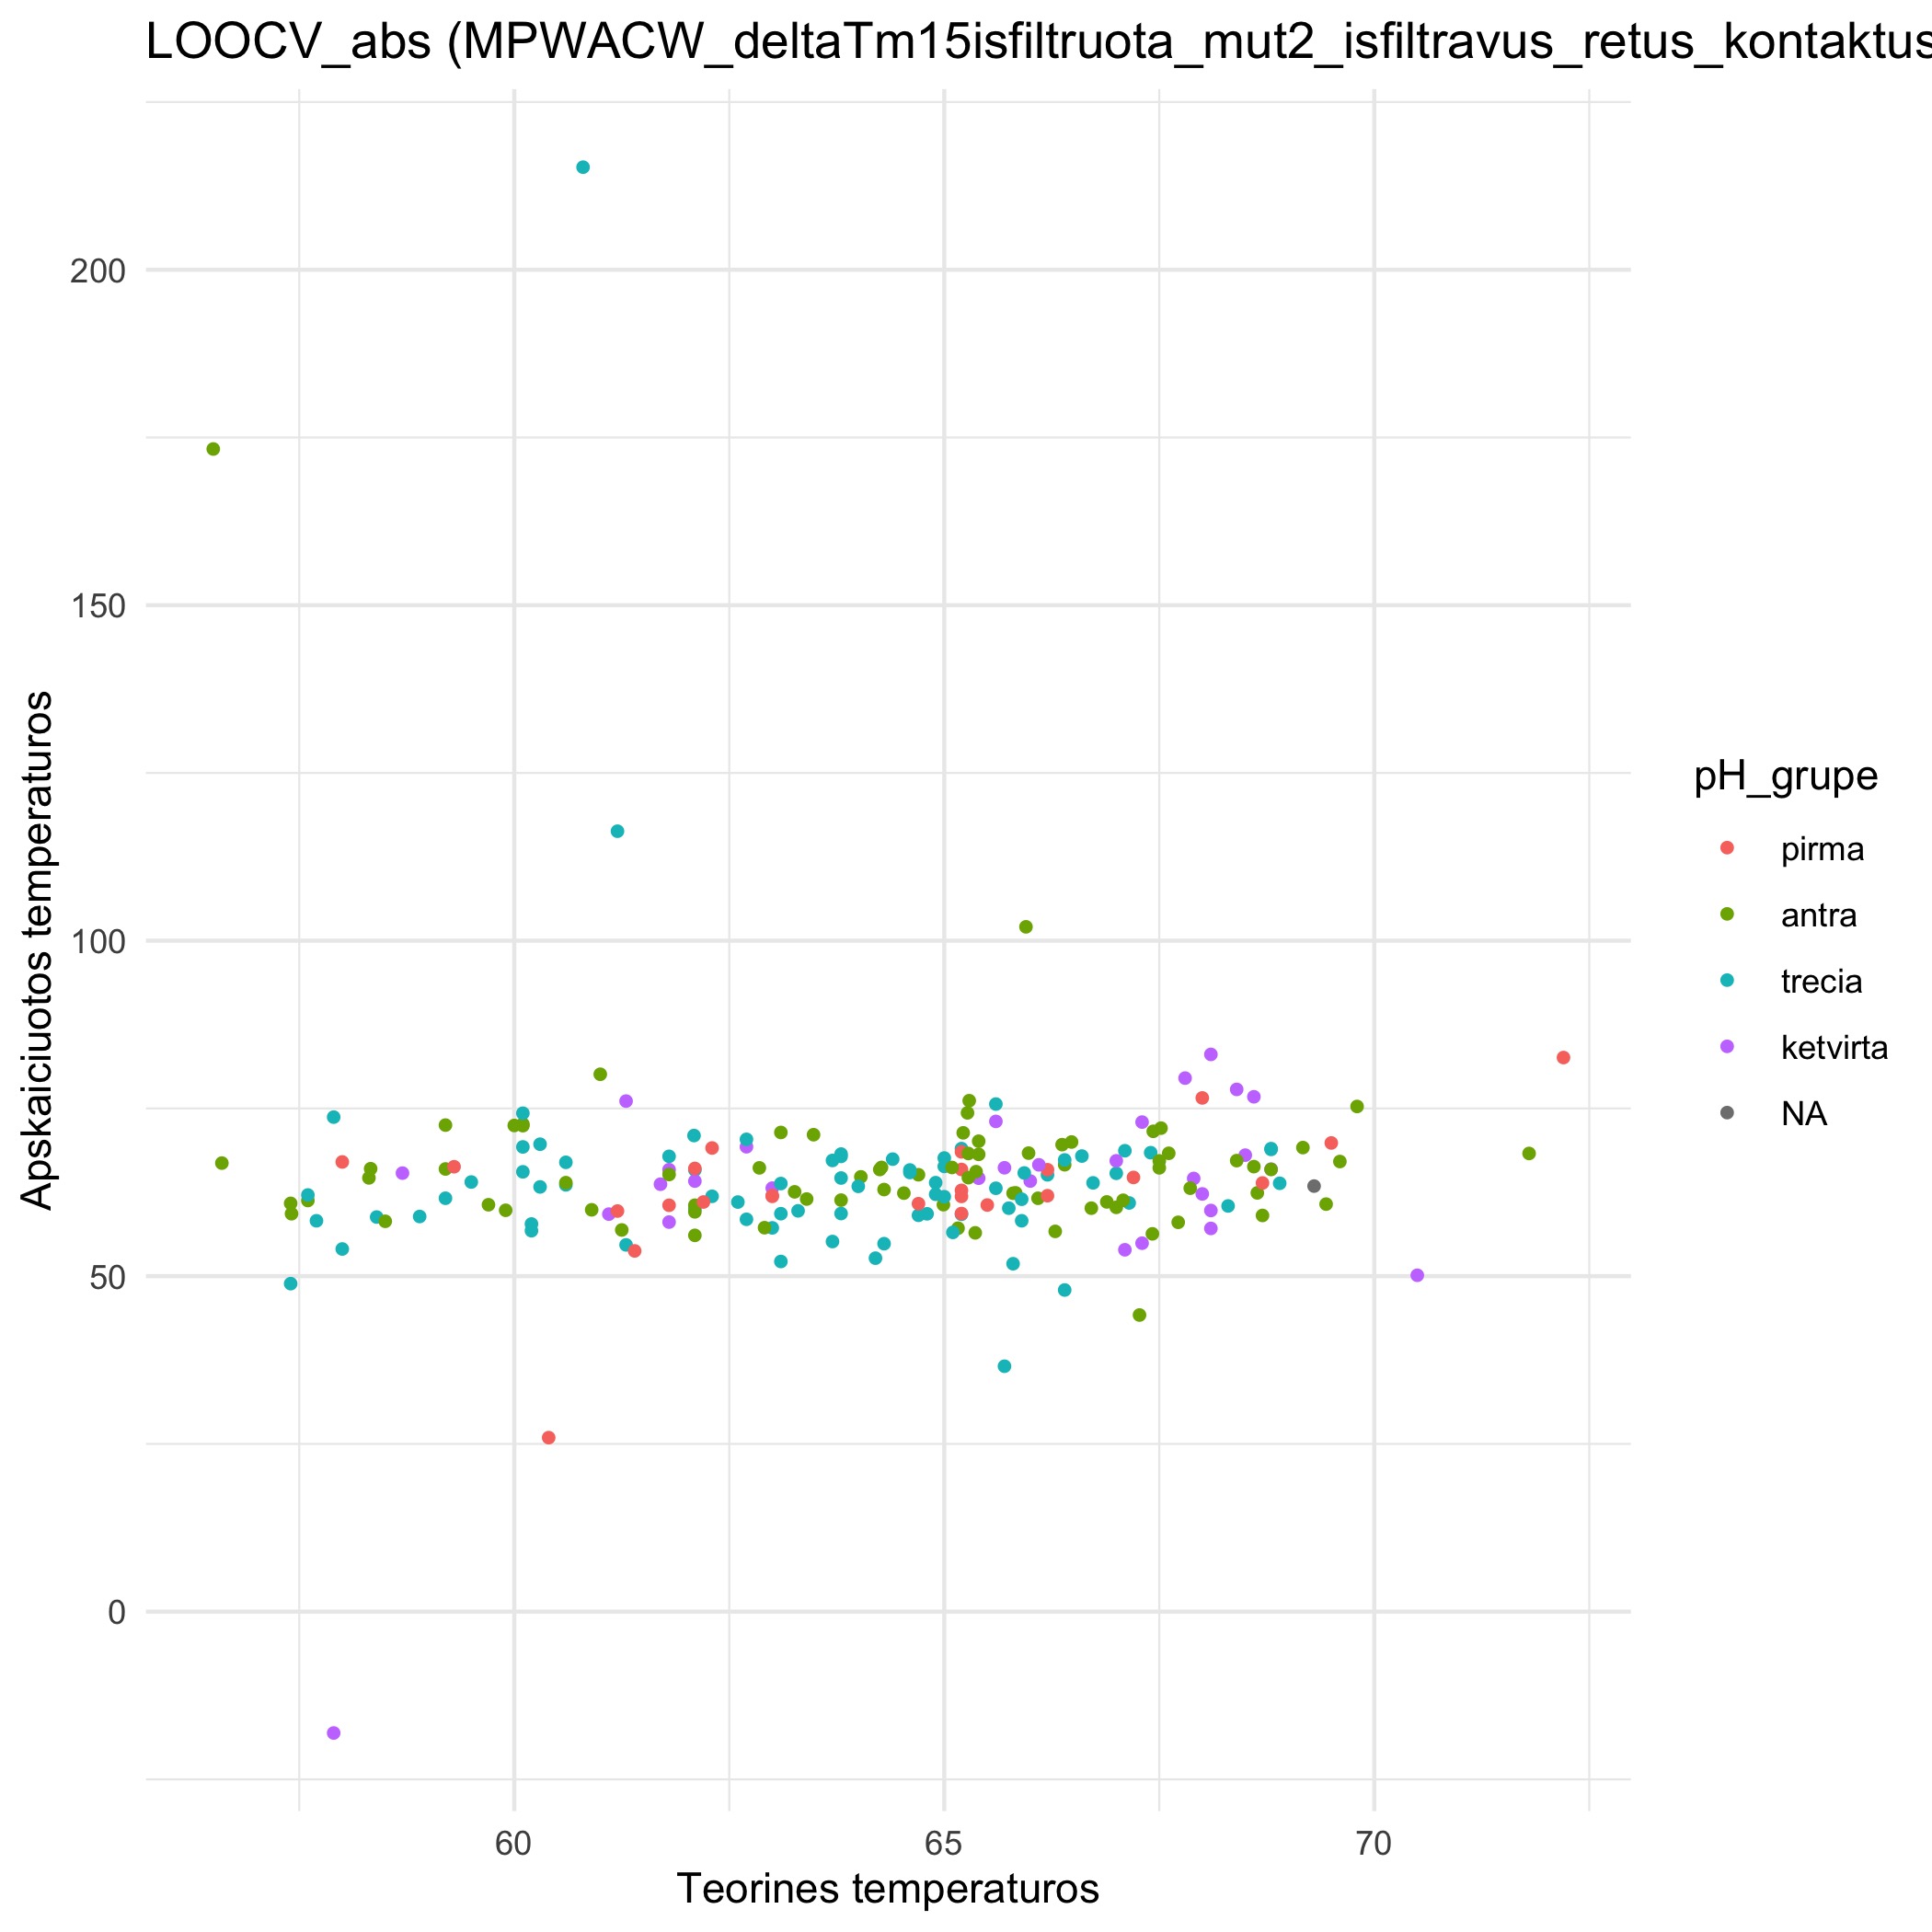 LOOCV_abs (MPWACW_deltaTm15isfiltruota_mut2_isfiltravus_retus_kontaktus
200
150
100
50
0
Apskaiciuotos temperaturos
60 65 70
Teorines temperaturos
pH_grupe
pirma
antra
trecia
ketvirta
NA